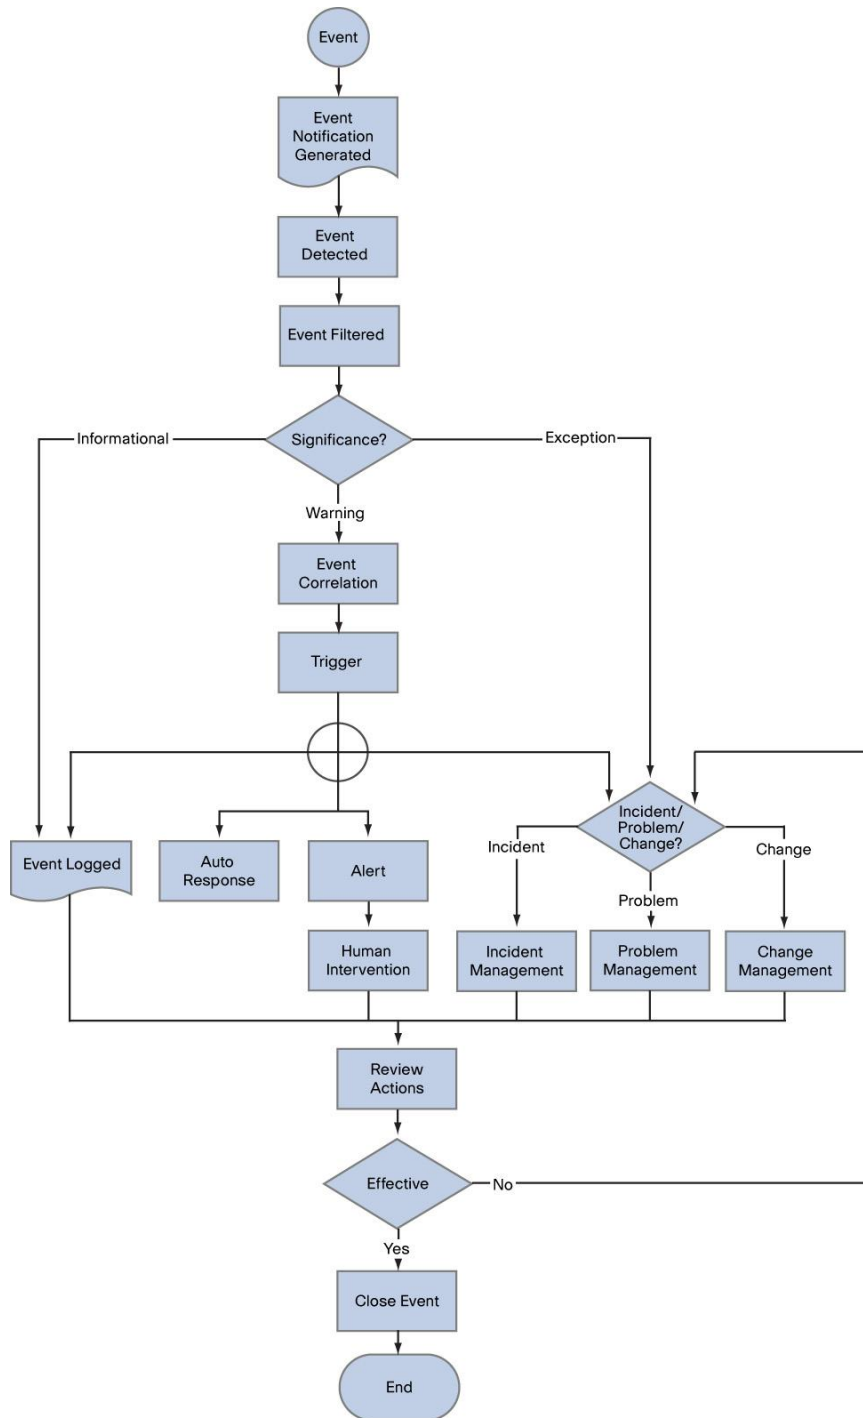 Event
Event
Notification
Generated
Event
Detected
Event Filtered
Informational
Significance?
Exception
Warning
Event
Correlation
Trigger
Incident/
Problem/
Change?
Incident
Change
Problem
Event Logged
Auto
Response
Alert
Human
Intervention
Incident
Management
Problem
Management
Change
Management
Review
Actions
Effective
No
Yes
Close Event
End